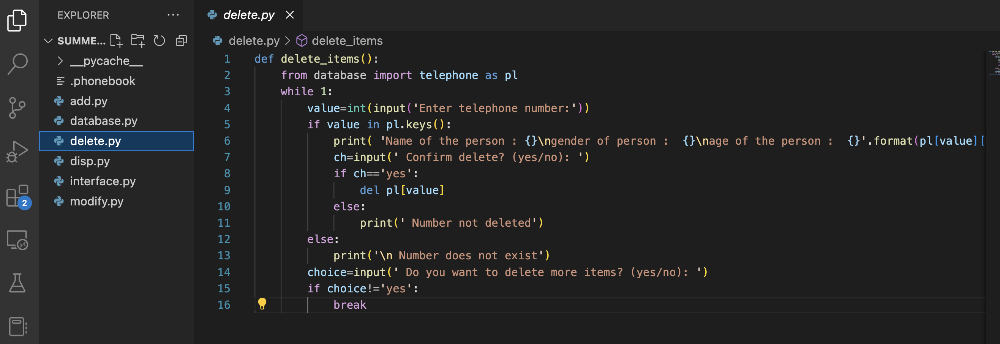 EXPLORER ...
SUMME...
__pycache__
.phonebook
add.py
database.py
delete.py
disp.py
interface.py
modify.py
2
delete.py
delete.py > delete_items
1 def delete_items():
2     from database import telephone as pl
3     while 1:
4         value=int(input('Enter telephone number:'))
5         if value in pl.keys():
6             print( 'Name of the person : {}\ngender of person :  {}\nage of the person :  {}'.format(pl[value][
7             ch=input(' Confirm delete? (yes/no): ')
8             if ch=='yes':
9                 del pl[value]
10             else:
11                 print(' Number not deleted')
12         else:
13             print('\n Number does not exist')
14         choice=input(' Do you want to delete more items? (yes/no): ')
15         if choice!='yes':
16             break